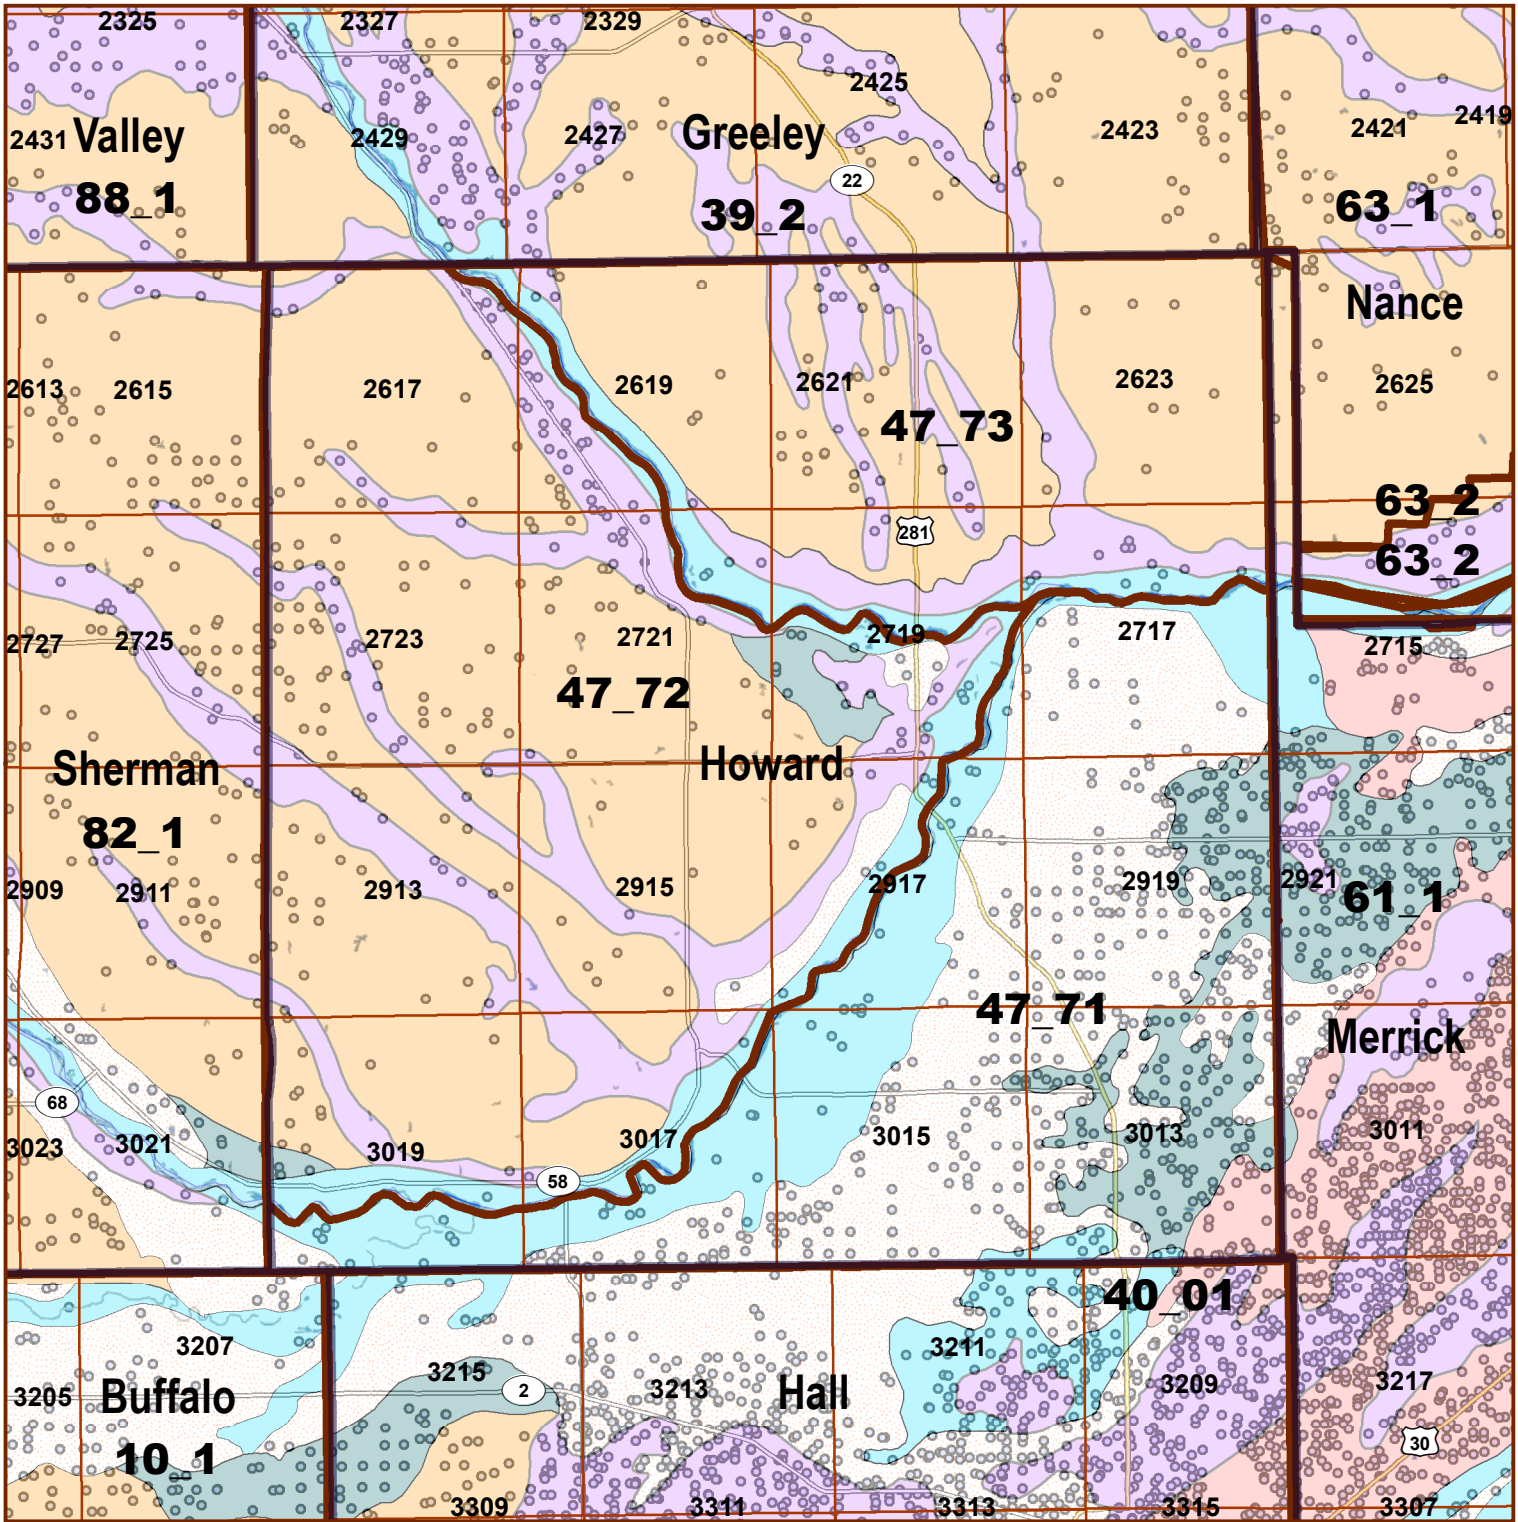 2325 2327 2329
2425
2431 Valley 2429 2427 Greeley 2423 2421 2419
22
88_1 39_2 63_1
Nance
2613 2615 2617 2619 2621 2623 2625
47_73
63_2
281
63_2
2727 2725 2723 2721 2719 2717 2715
47_72
Sherman Howard
82_1
2909 2911 2913 2915 2917 2919 2921 61_1
47_71
Merrick
68
3023 3021 3019 3017 3015 3013 3011
58
40_01
3207 3211
3205 Buffalo 3215 2 3213 Hall 3209 3217
10_1 30
3309 3311 3313 3315 3307